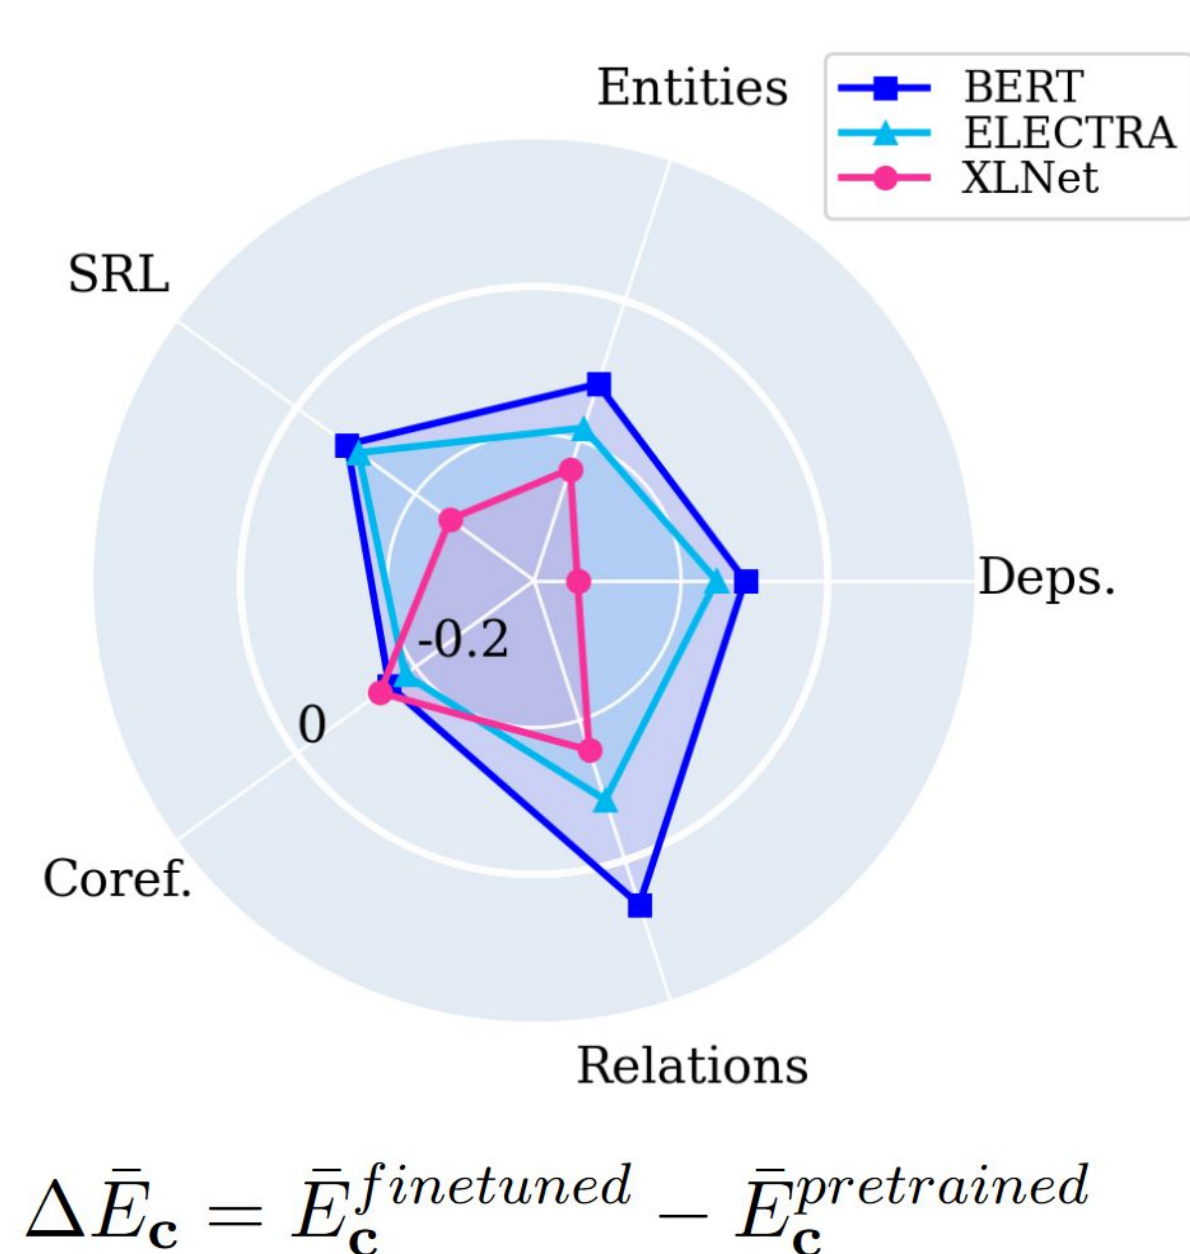 Entities
BERT
ELECTRA
XLNet
SRL
Deps.
-0.2
0
Coref.
Relations
ΔĒ_c = Ē_c^{finetuned} − Ē_c^{pretrained}